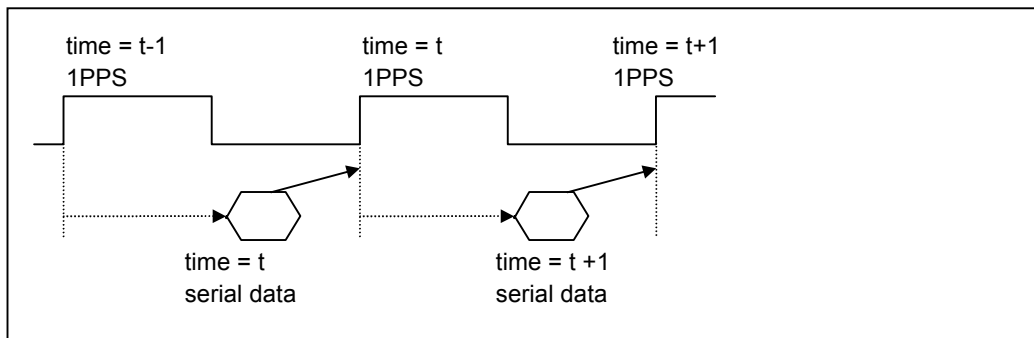 time = t-1
1PPS
time = t
1PPS
time = t+1
1PPS
time = t
serial data
time = t +1
serial data